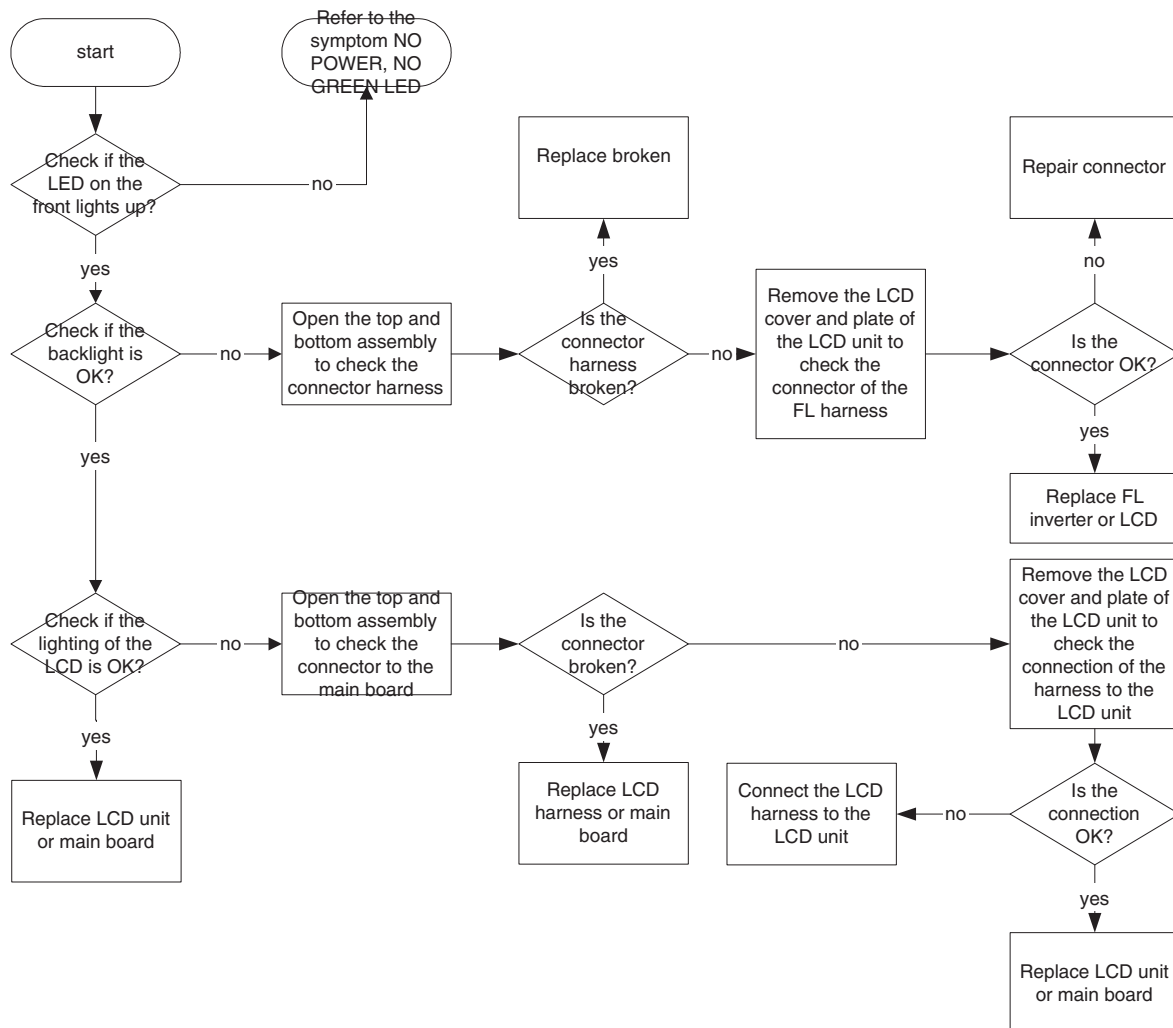 start
Refer to the
symptom NO
POWER, NO
GREEN LED
Check if the
LED on the
front lights up?
no
yes
Replace broken
Repair connector
yes
no
Check if the
backlight is
OK?
no
Open the top and
bottom assembly
to check the
connector harness
Is the
connector
harness
broken?
no
Remove the LCD
cover and plate of
the LCD unit to
check the
connector of the
FL harness
Is the
connector OK?
yes
yes
Replace FL
inverter or LCD
Check if the
lighting of the
LCD is OK?
no
Open the top and
bottom assembly
to check the
connector to the
main board
Is the
connector
broken?
no
Remove the LCD
cover and plate of
the LCD unit to
check the
connection of the
harness to the
LCD unit
yes
yes
Replace LCD unit
or main board
Replace LCD
harness or main
board
Connect the LCD
harness to the
LCD unit
no
Is the
connection
OK?
yes
Replace LCD unit
or main board